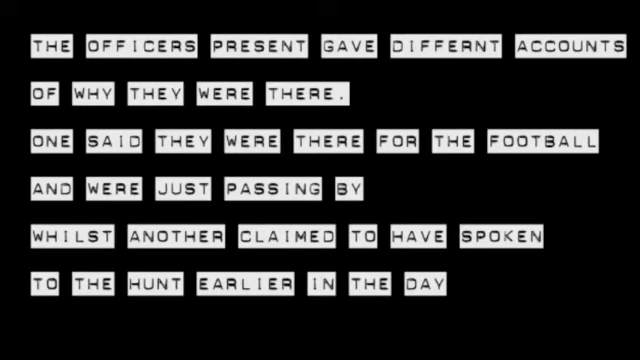 THE OFFICERS PRESENT GAVE DIFFERNT ACCOUNTS
OF WHY THEY WERE THERE.
ONE SAID THEY WERE THERE FOR THE FOOTBALL
AND WERE JUST PASSING BY
WHILST ANOTHER CLAIMED TO HAVE SPOKEN
TO THE HUNT EARLIER IN THE DAY